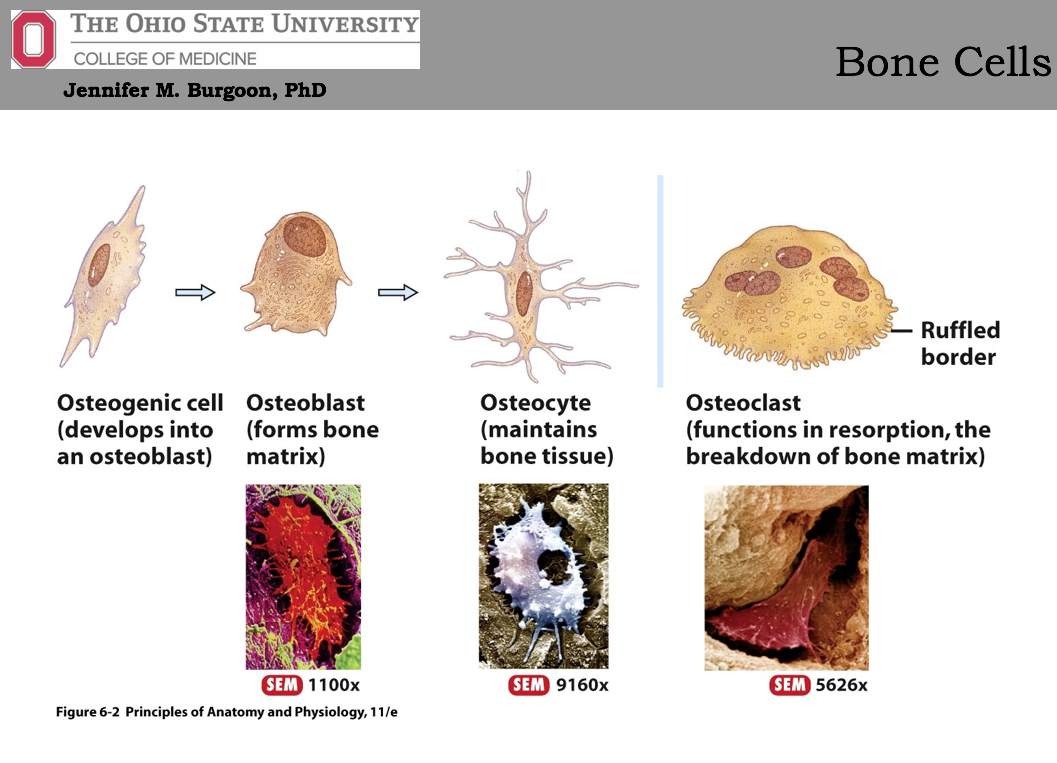 THE OHIO STATE UNIVERSITY
COLLEGE OF MEDICINE
Jennifer M. Burgoon, PhD
Bone Cells
Ruffled
border
Osteogenic cell
(develops into
an osteoblast)
Osteoblast
(forms bone
matrix)
Osteocyte
(maintains
bone tissue)
Osteoclast
(functions in resorption, the
breakdown of bone matrix)
SEM 1100x
SEM 9160x
SEM 5626x
Figure 6-2 Principles of Anatomy and Physiology, 11/e